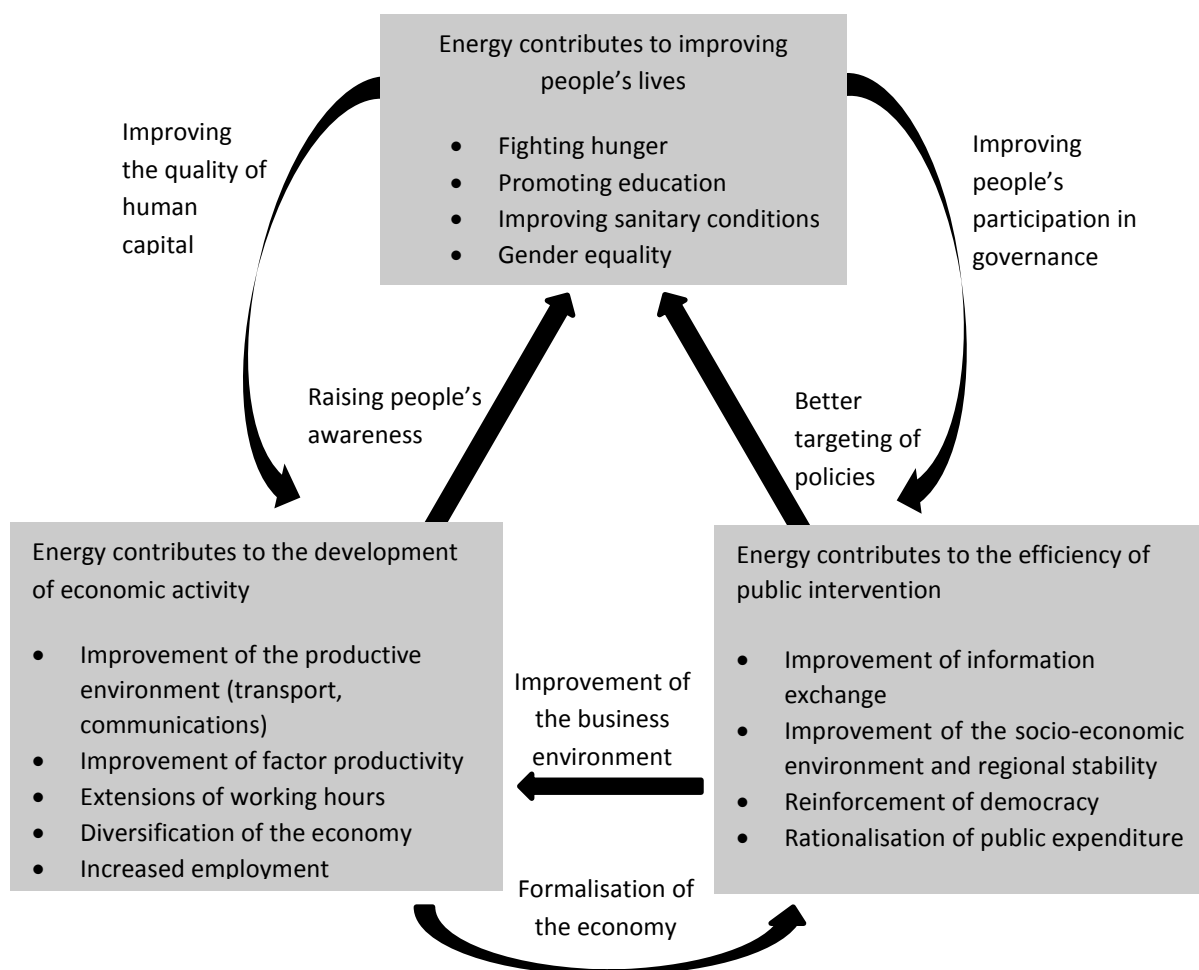 Energy contributes to improving
people’s lives
• Fighting hunger
• Promoting education
• Improving sanitary conditions
• Gender equality
Improving
the quality of
human
capital
Improving
people’s
participation in
governance
Raising people’s
awareness
Better
targeting of
policies
Energy contributes to the development
of economic activity
• Improvement of the productive
environment (transport,
communications)
• Improvement of factor productivity
• Extensions of working hours
• Diversification of the economy
• Increased employment
Improvement of
the business
environment
Energy contributes to the efficiency of
public intervention
• Improvement of information
exchange
• Improvement of the socio-economic
environment and regional stability
• Reinforcement of democracy
• Rationalisation of public expenditure
Formalisation of
the economy